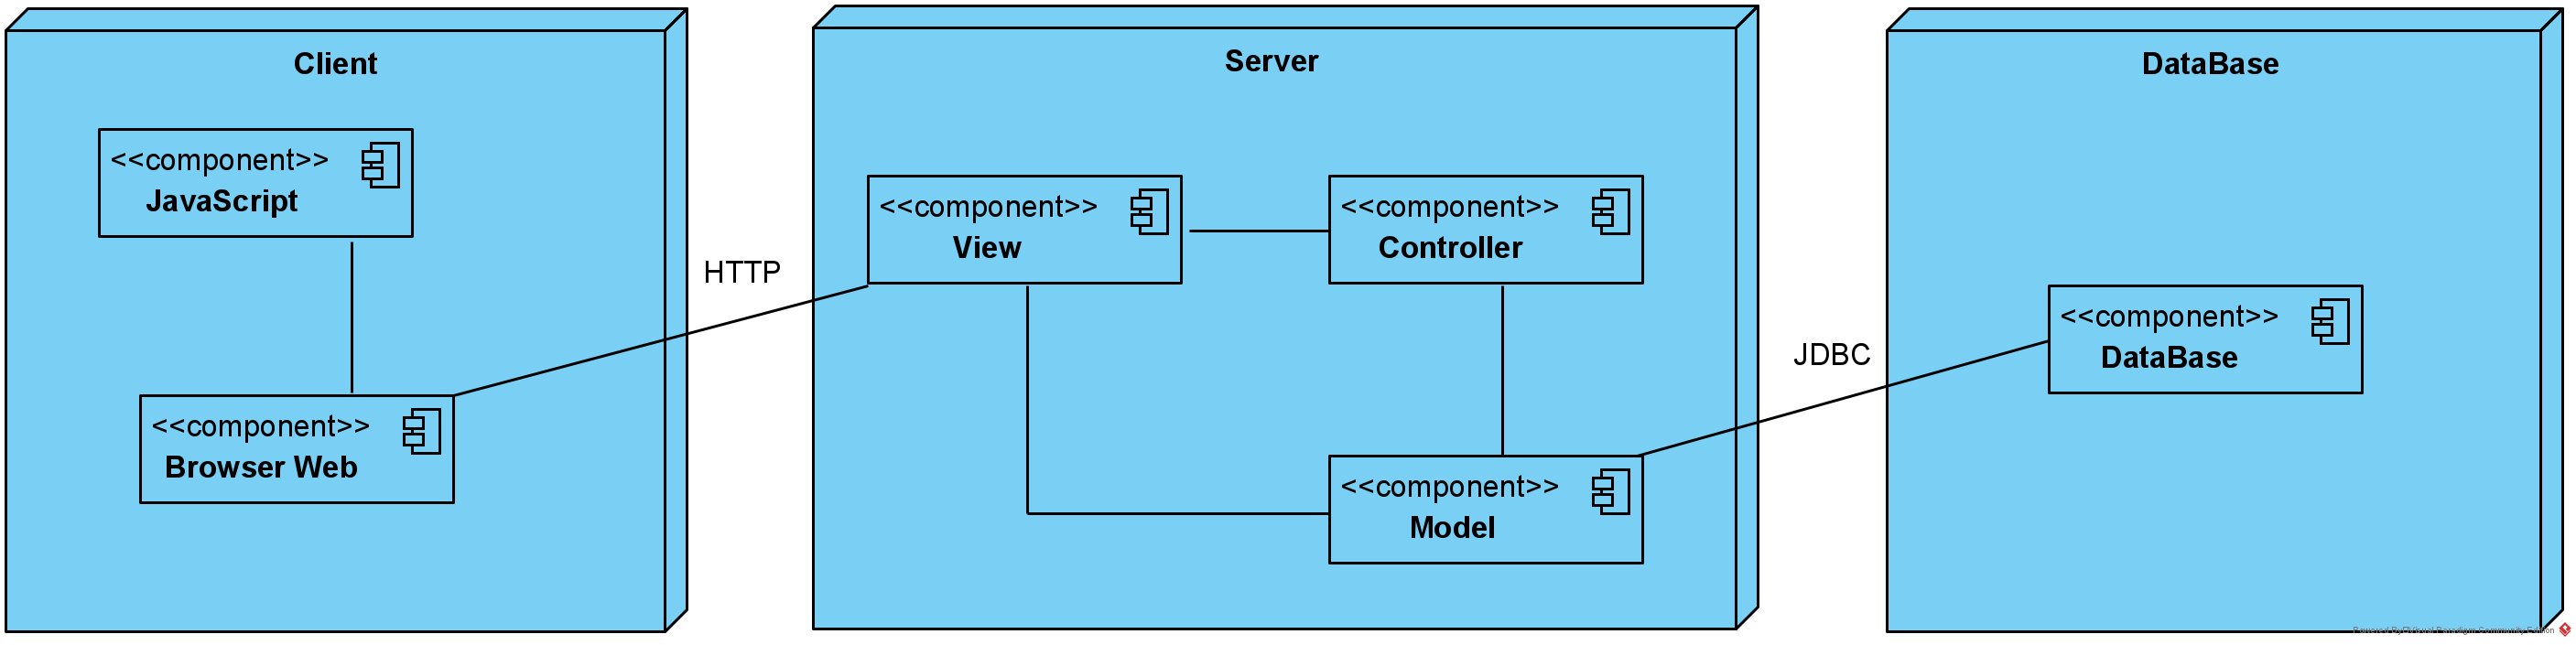 Client
<<component>>
JavaScript
<<component>>
Browser Web
HTTP
Server
<<component>>
View
<<component>>
Controller
<<component>>
Model
JDBC
DataBase
<<component>>
DataBase
Powered By Visual Paradigm Community Edition